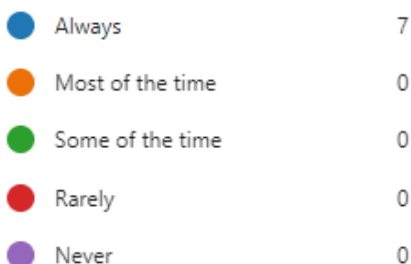 Always 7
Most of the time 0
Some of the time 0
Rarely 0
Never 0